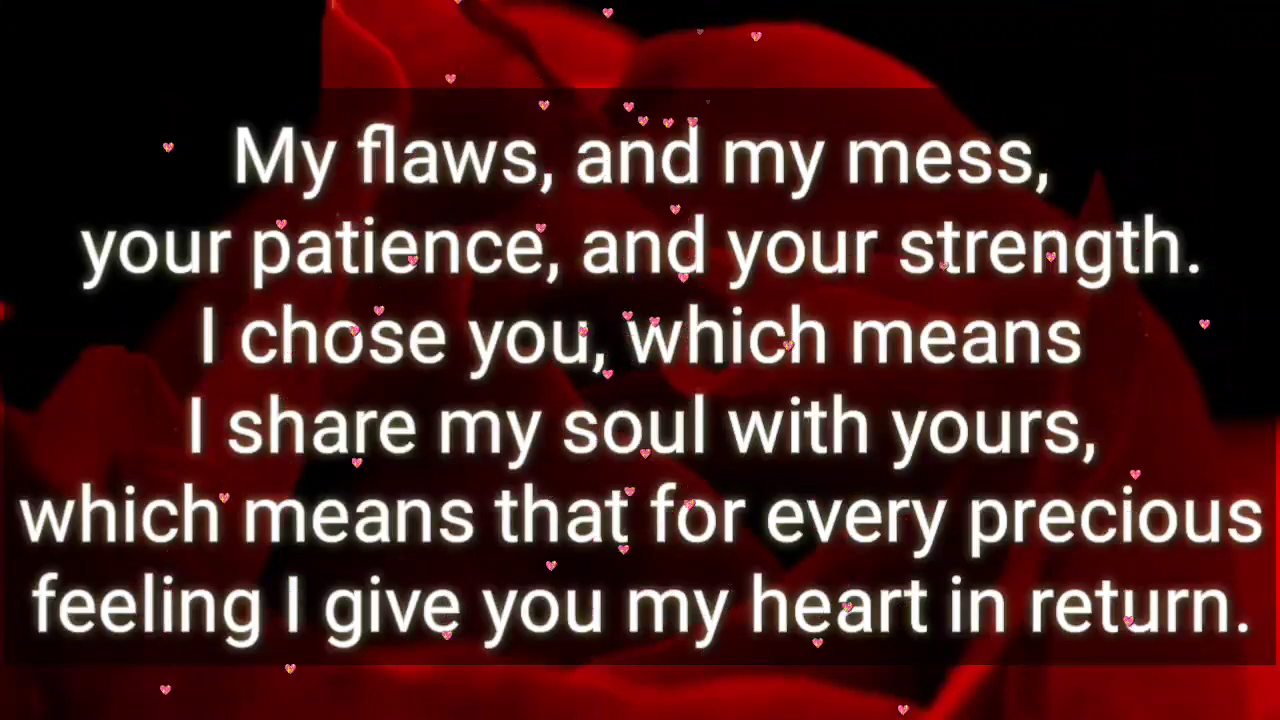 My flaws, and my mess,
your patience, and your strength.
I chose you, which means
I share my soul with yours,
which means that for every precious
feeling I give you my heart in return.